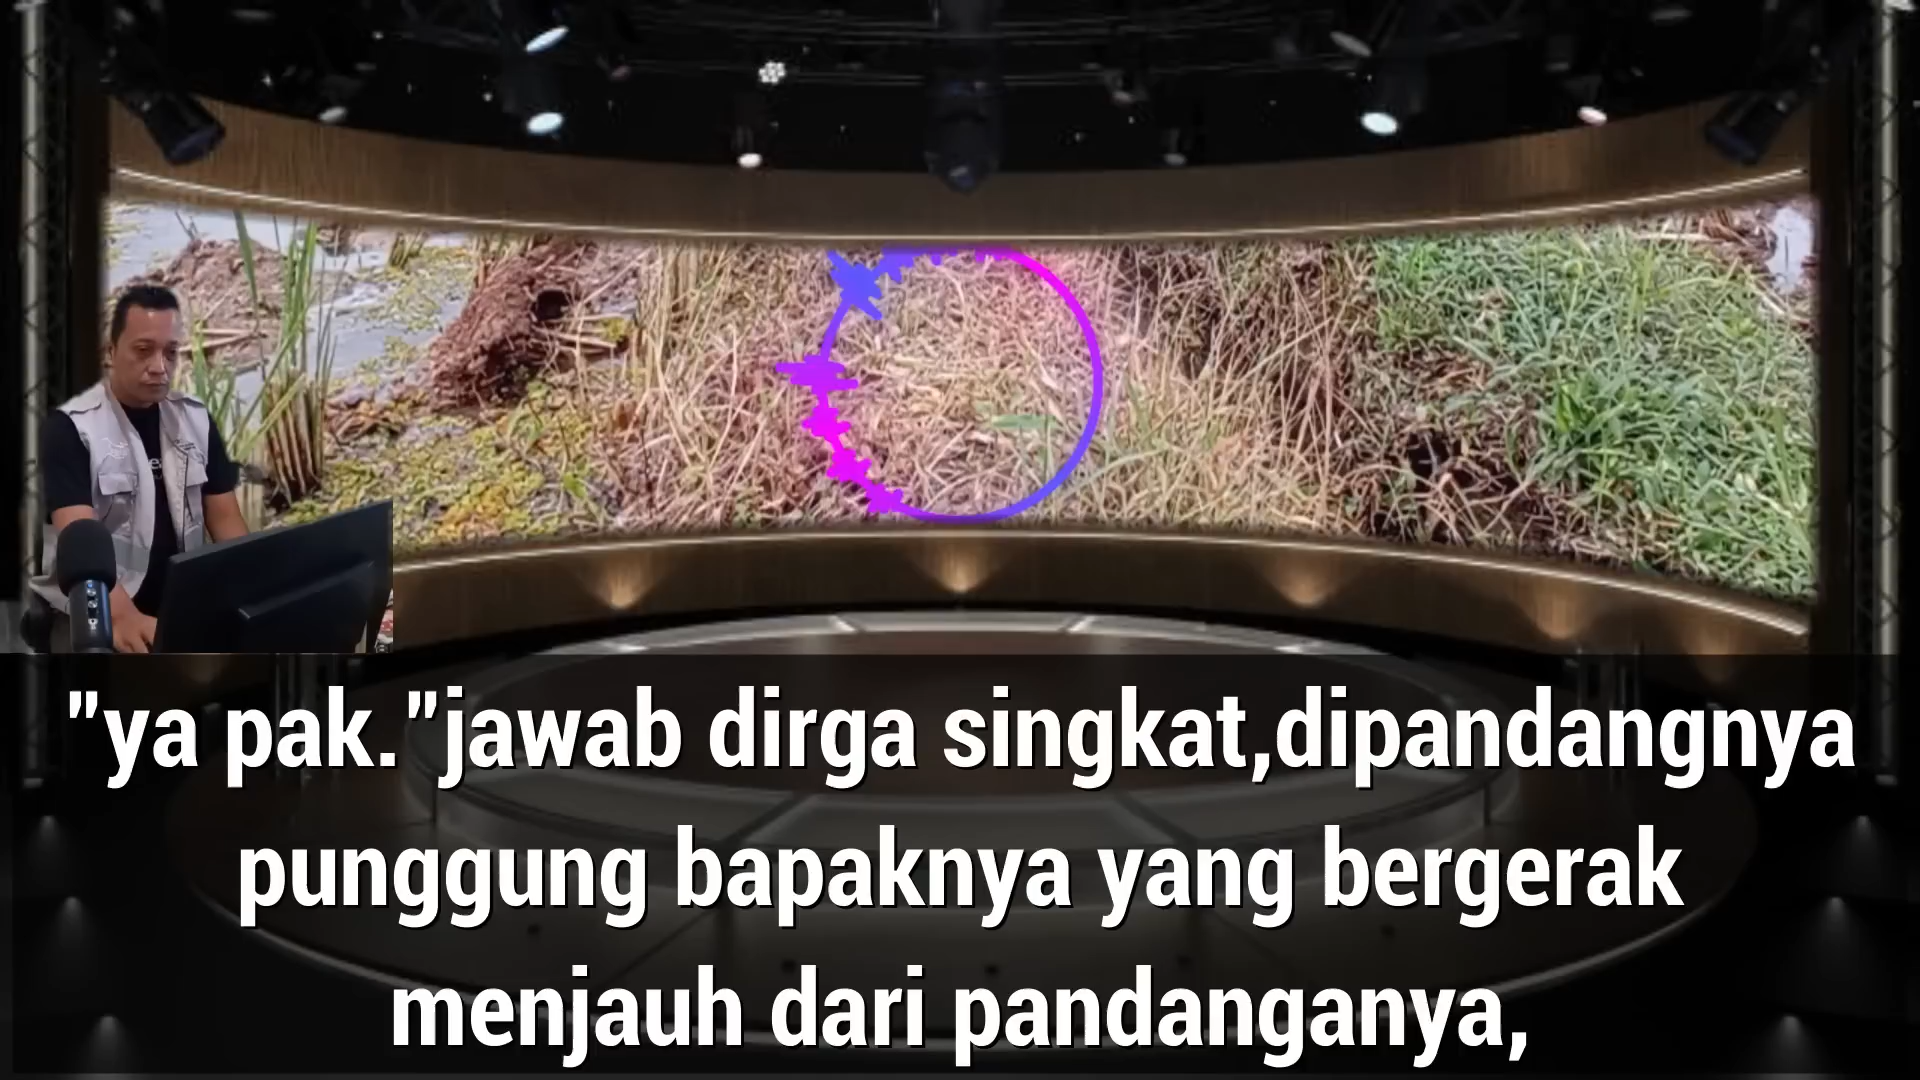 "ya pak."jawab dirga singkat,dipandangnya
punggung bapaknya yang bergerak
menjauh dari pandanganya,